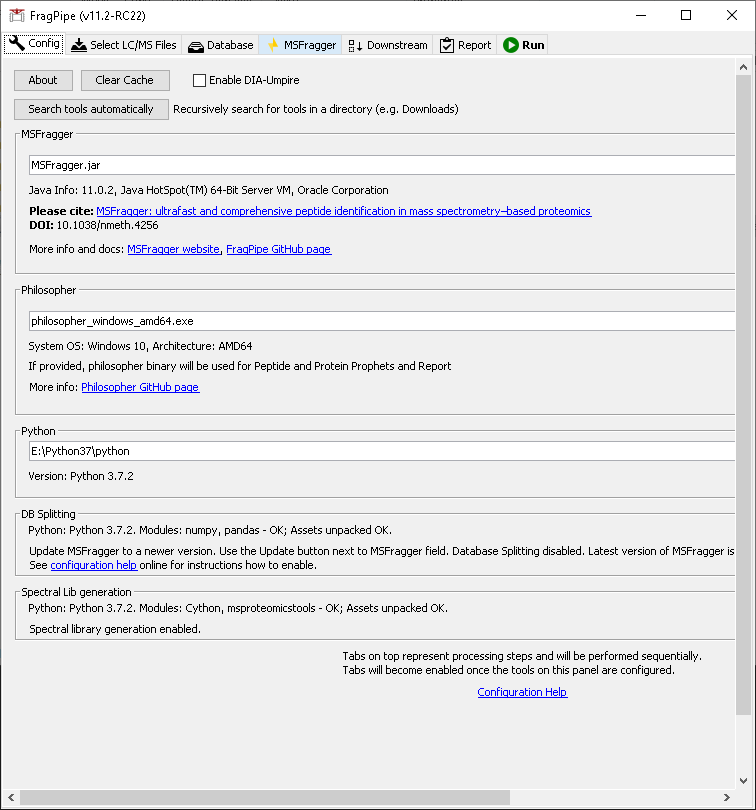 FragPipe (v11.2-RC22)
Config Select LC/MS Files Database MSFragger Downstream Report Run
About Clear Cache Enable DIA-Umpire
Search tools automatically Recursively search for tools in a directory (e.g. Downloads)
MSFragger
MSFragger.jar
Java Info: 11.0.2, Java HotSpot(TM) 64-Bit Server VM, Oracle Corporation
Please cite: MSFragger: ultrafast and comprehensive peptide identification in mass spectrometry–based proteomics
DOI: 10.1038/nmeth.4256
More info and docs: MSFragger website, FragPipe GitHub page
Philosopher
philosopher_windows_amd64.exe
System OS: Windows 10, Architecture: AMD64
If provided, philosopher binary will be used for Peptide and Protein Prophets and Report
More info: Philosopher GitHub page
Python
E:\Python37\python
Version: Python 3.7.2
DB Splitting
Python: Python 3.7.2. Modules: numpy, pandas - OK; Assets unpacked OK.
Update MSFragger to a newer version. Use the Update button next to MSFragger field. Database Splitting disabled. Latest version of MSFragger is
See configuration help online for instructions how to enable.
Spectral Lib generation
Python: Python 3.7.2. Modules: Cython, msproteomicstools - OK; Assets unpacked OK.
Spectral library generation enabled.
Tabs on top represent processing steps and will be performed sequentially.
Tabs will become enabled once the tools on this panel are configured.
Configuration Help